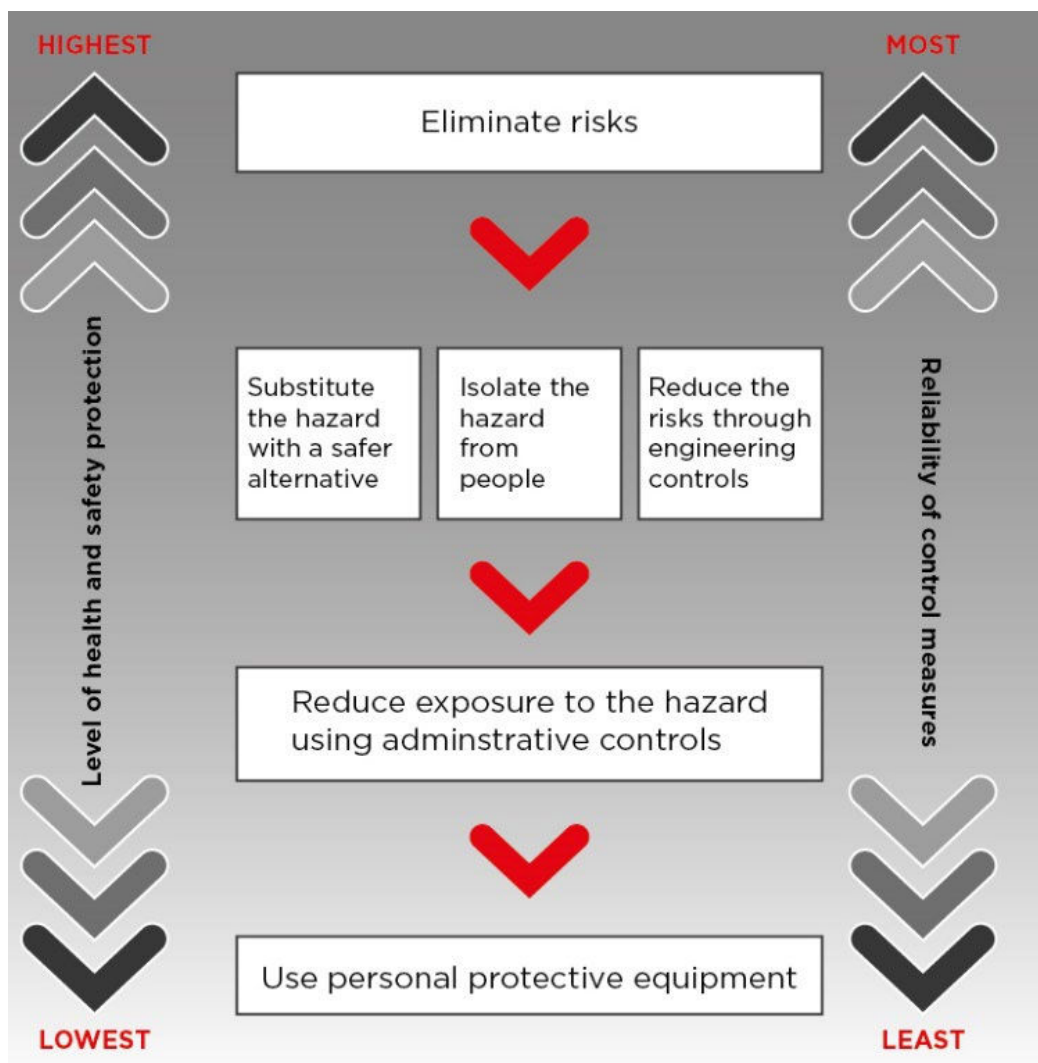 HIGHEST
MOST
Eliminate risks
Level of health and safety protection
Substitute
the hazard
with a safer
alternative
Isolate the
hazard
from
people
Reduce the
risks through
engineering
controls
Reliability of control measures
Reduce exposure to the hazard
using adminstrative controls
Use personal protective equipment
LOWEST
LEAST